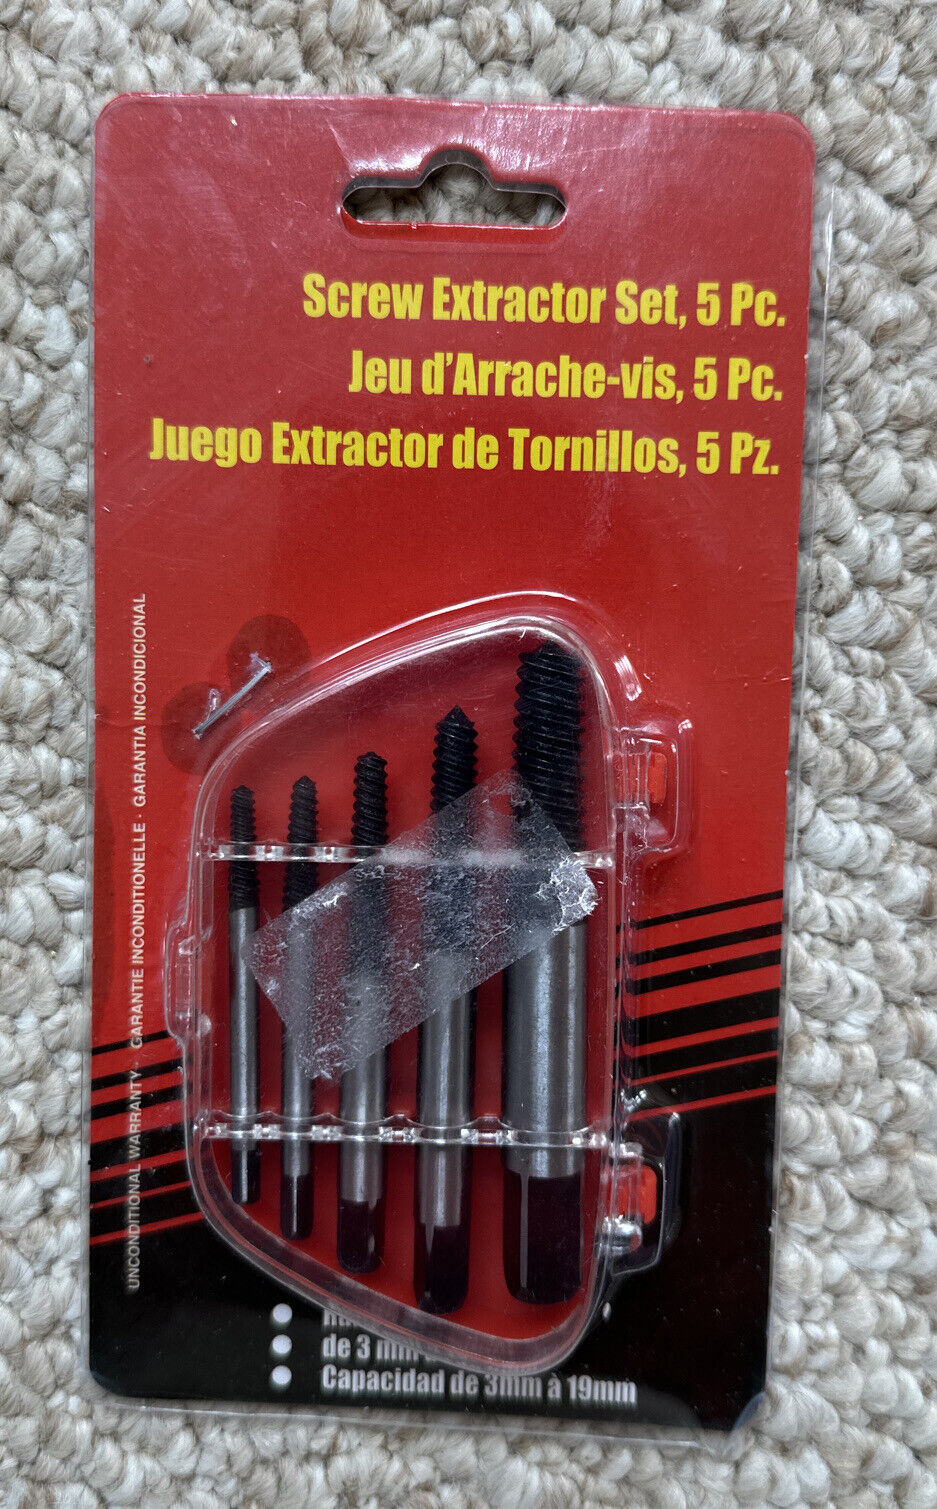 Screw Extractor Set, 5 Pc.
Jeu d'Arrache-vis, 5 Pc.
Juego Extractor de Tornillos, 5 Pz.
UNCONDITIONAL WARRANTY · GARANTIE INCONDITIONELLE · GARANTIA INCONDICIONAL
de 3 mm
Capacidad de 3mm à 19mm